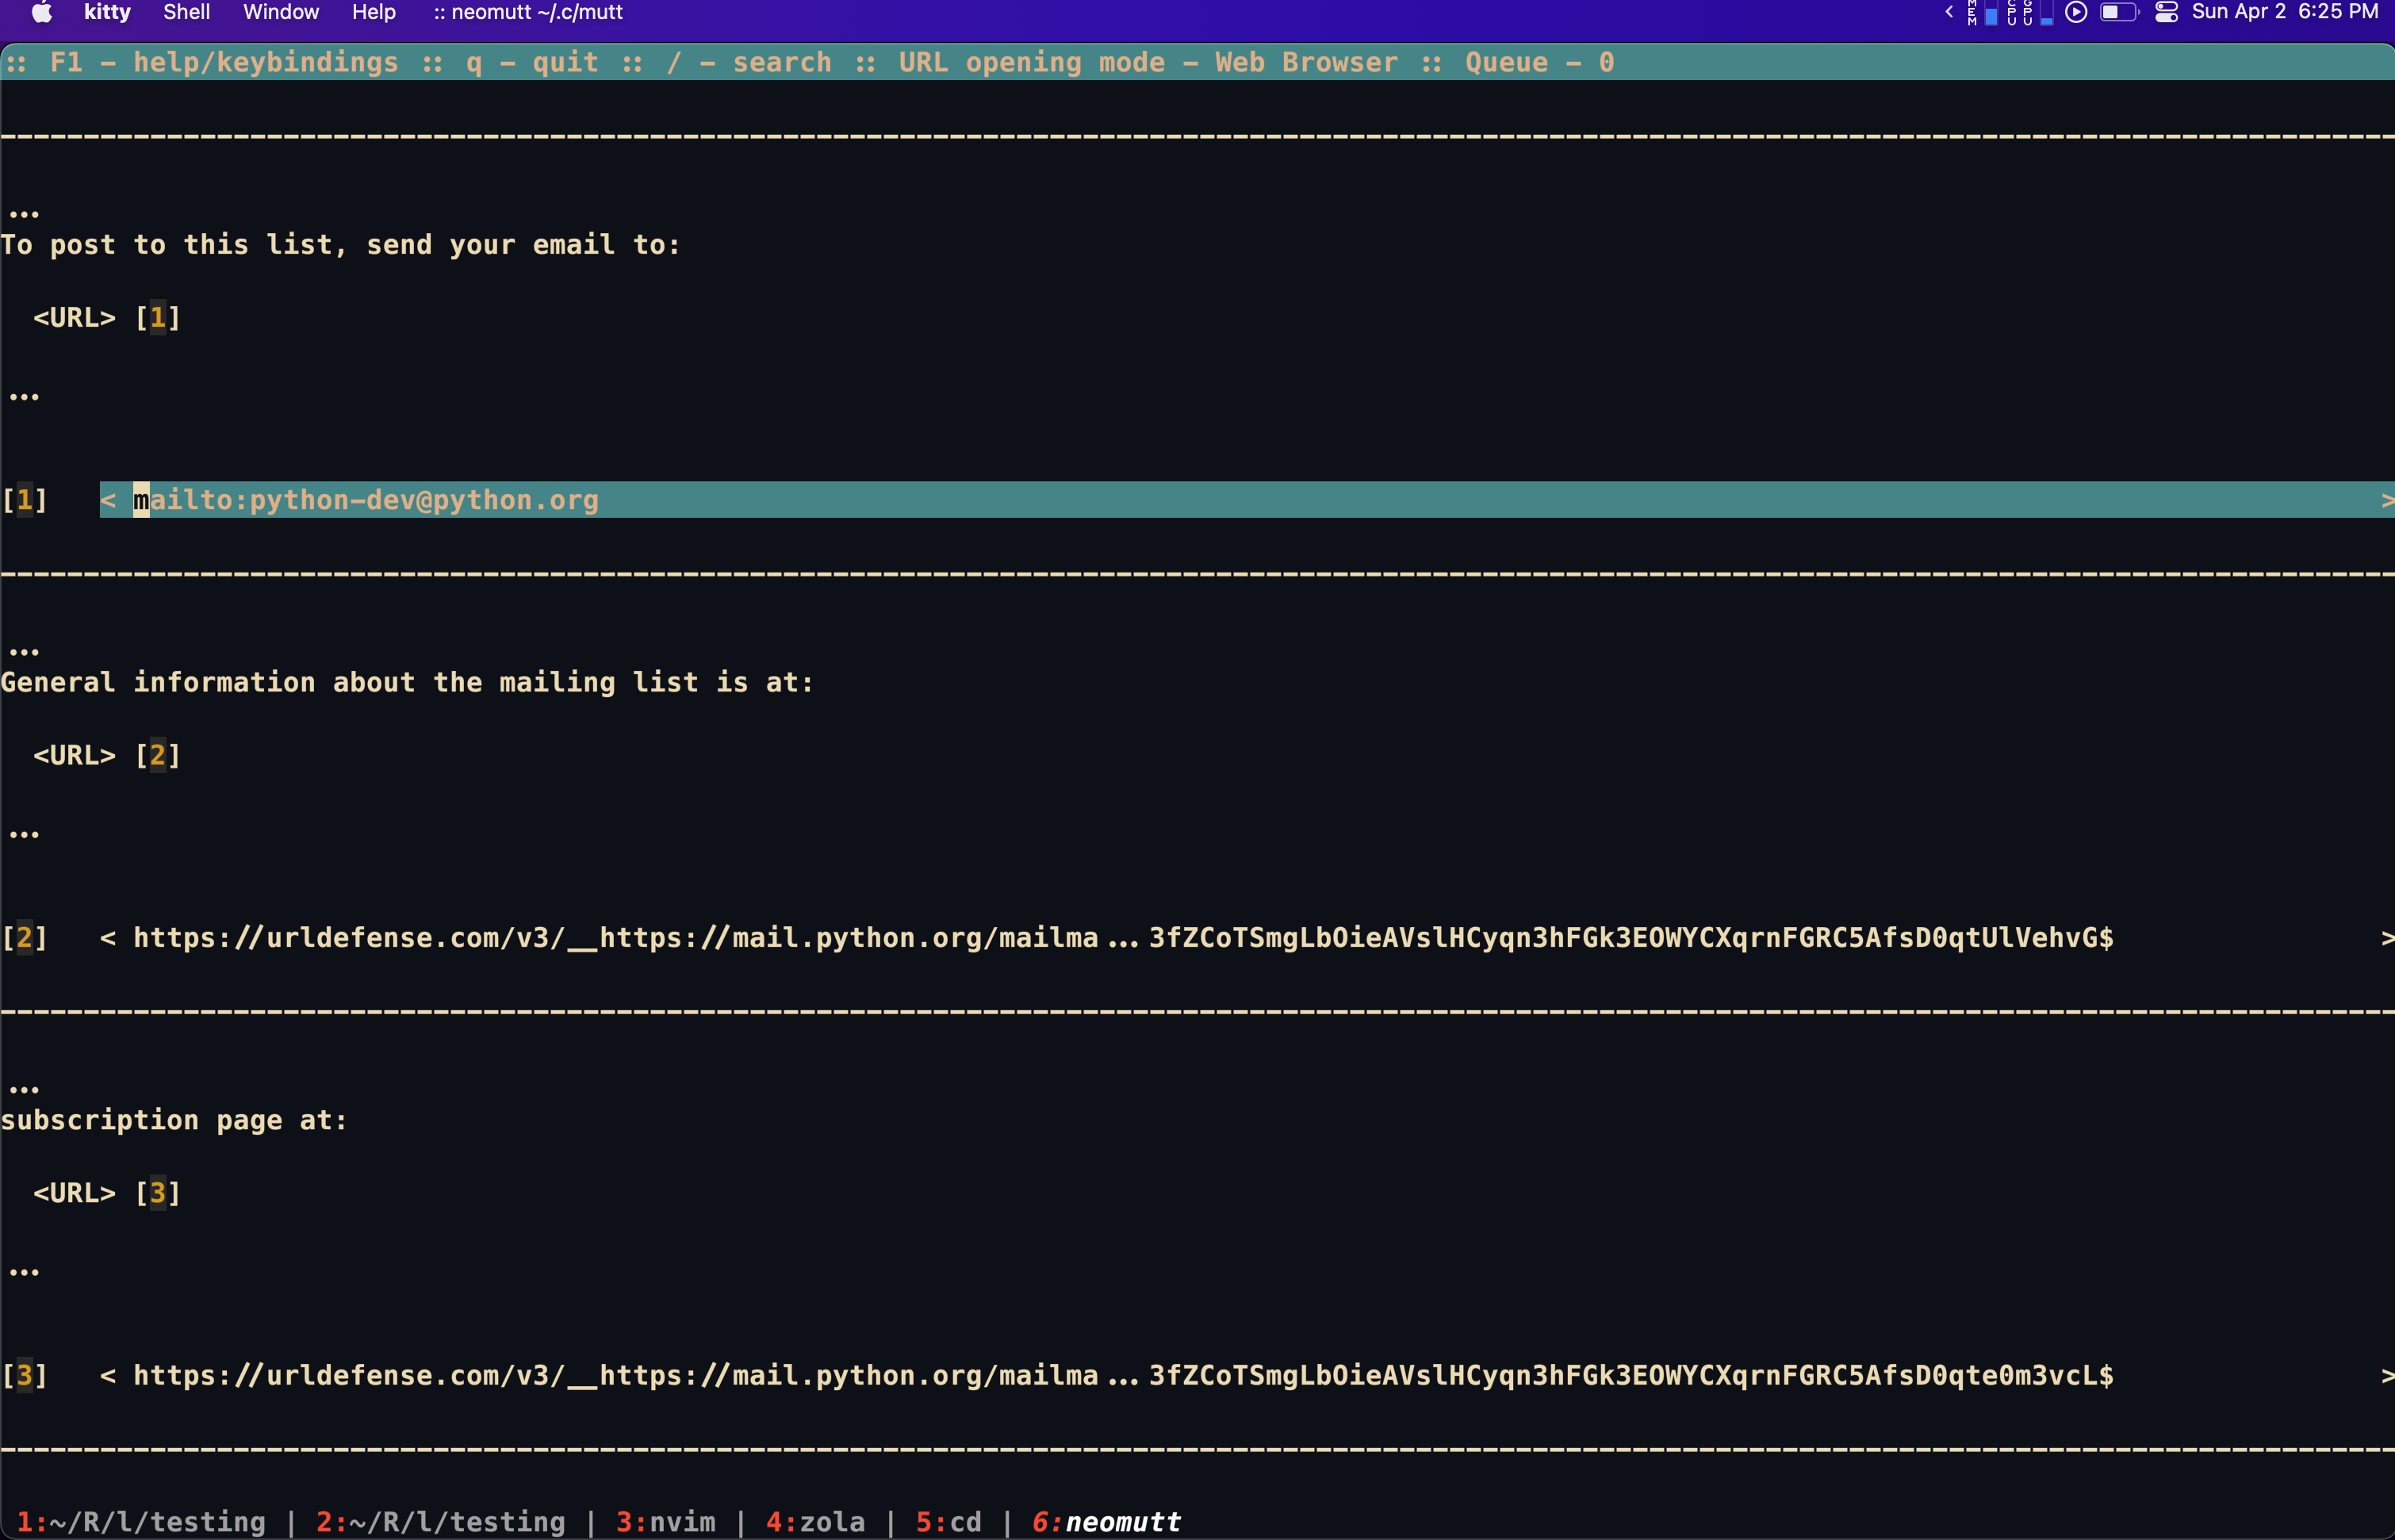 kitty Shell Window Help :: neomutt ~/.c/mutt < MEM CPU GPU Sun Apr 2 6:25 PM
:: F1 - help/keybindings :: q - quit :: / - search :: URL opening mode - Web Browser :: Queue - 0
...
To post to this list, send your email to:
<URL> [1]
...
[1] < mailto:python-dev@python.org >
...
General information about the mailing list is at:
<URL> [2]
...
[2] < https://urldefense.com/v3/__https://mail.python.org/mailma ... 3fZCoTSmgLbOieAVslHCyqn3hFGk3EOWYCXqrnFGRC5AfsD0qtUlVehvG$ >
...
subscription page at:
<URL> [3]
...
[3] < https://urldefense.com/v3/__https://mail.python.org/mailma ... 3fZCoTSmgLbOieAVslHCyqn3hFGk3EOWYCXqrnFGRC5AfsD0qte0m3vcL$ >
1:~/R/l/testing | 2:~/R/l/testing | 3:nvim | 4:zola | 5:cd | 6:neomutt